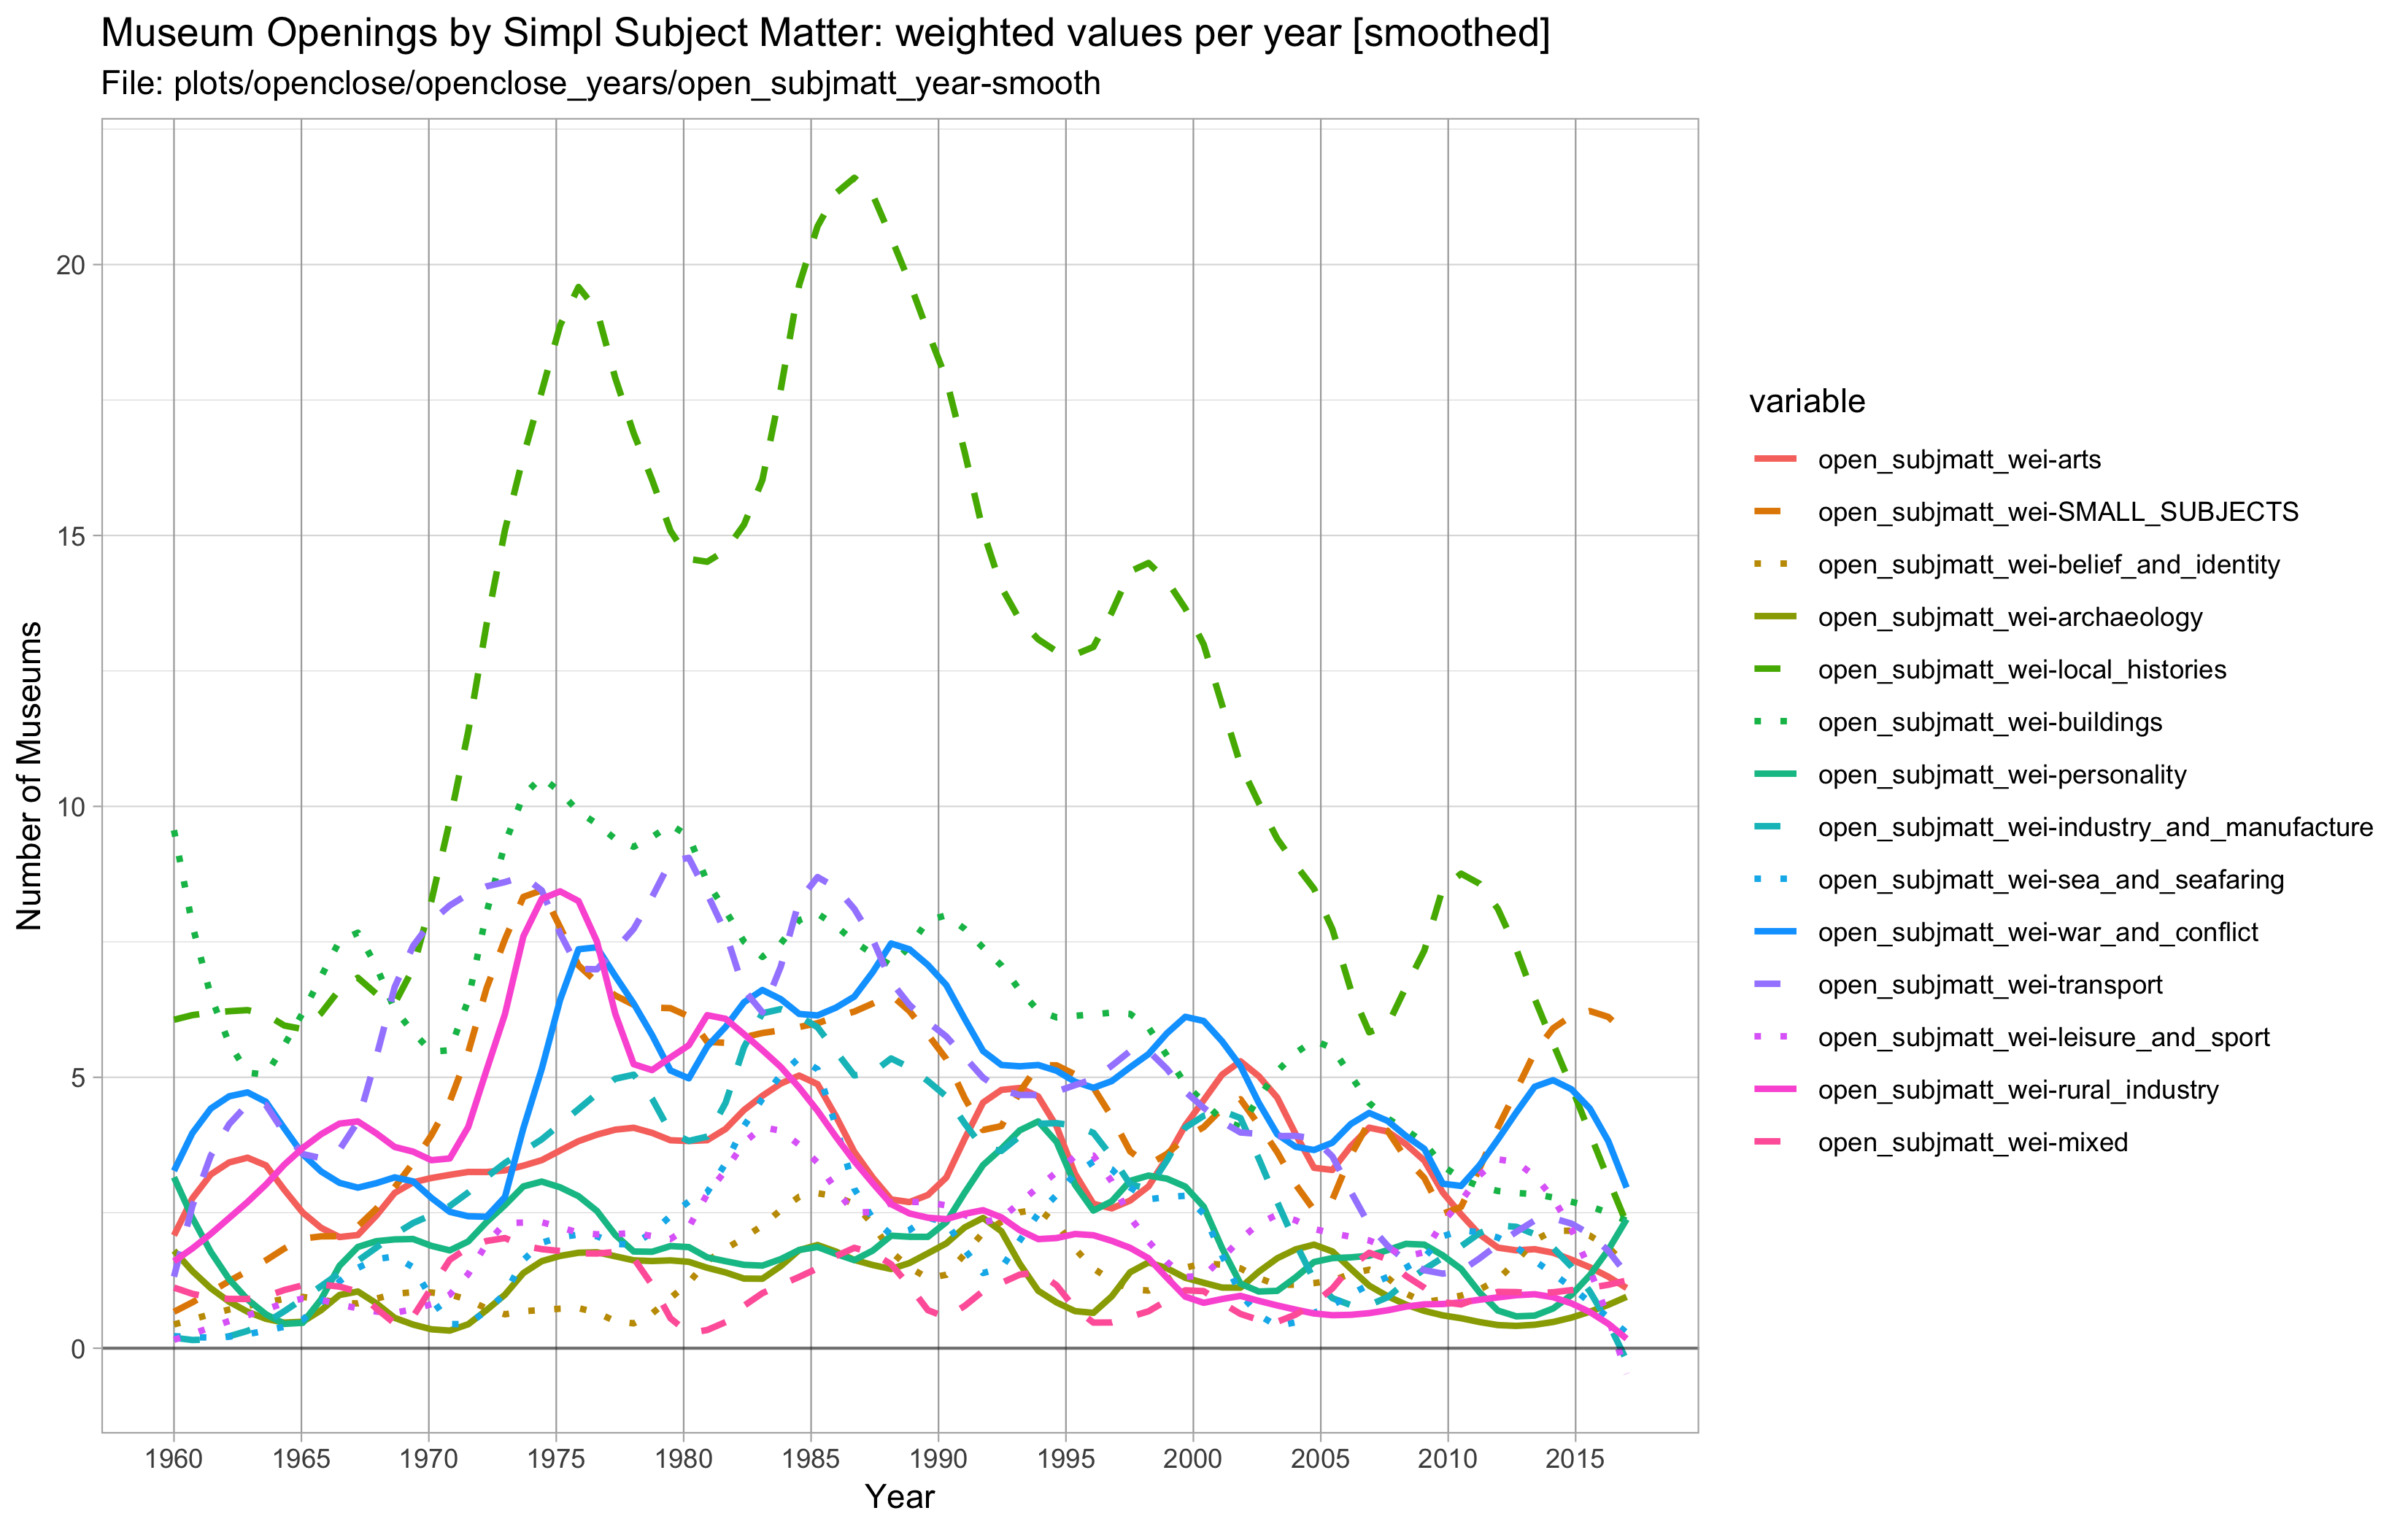 Museum Openings by Simpl Subject Matter: weighted values per year [smoothed]
File: plots/openclose/openclose_years/open_subjmatt_year-smooth
Number of Museums
20
15
10
5
0
1960 1965 1970 1975 1980 1985 1990 1995 2000 2005 2010 2015
Year
variable
open_subjmatt_wei-arts
open_subjmatt_wei-SMALL_SUBJECTS
open_subjmatt_wei-belief_and_identity
open_subjmatt_wei-archaeology
open_subjmatt_wei-local_histories
open_subjmatt_wei-buildings
open_subjmatt_wei-personality
open_subjmatt_wei-industry_and_manufacture
open_subjmatt_wei-sea_and_seafaring
open_subjmatt_wei-war_and_conflict
open_subjmatt_wei-transport
open_subjmatt_wei-leisure_and_sport
open_subjmatt_wei-rural_industry
open_subjmatt_wei-mixed